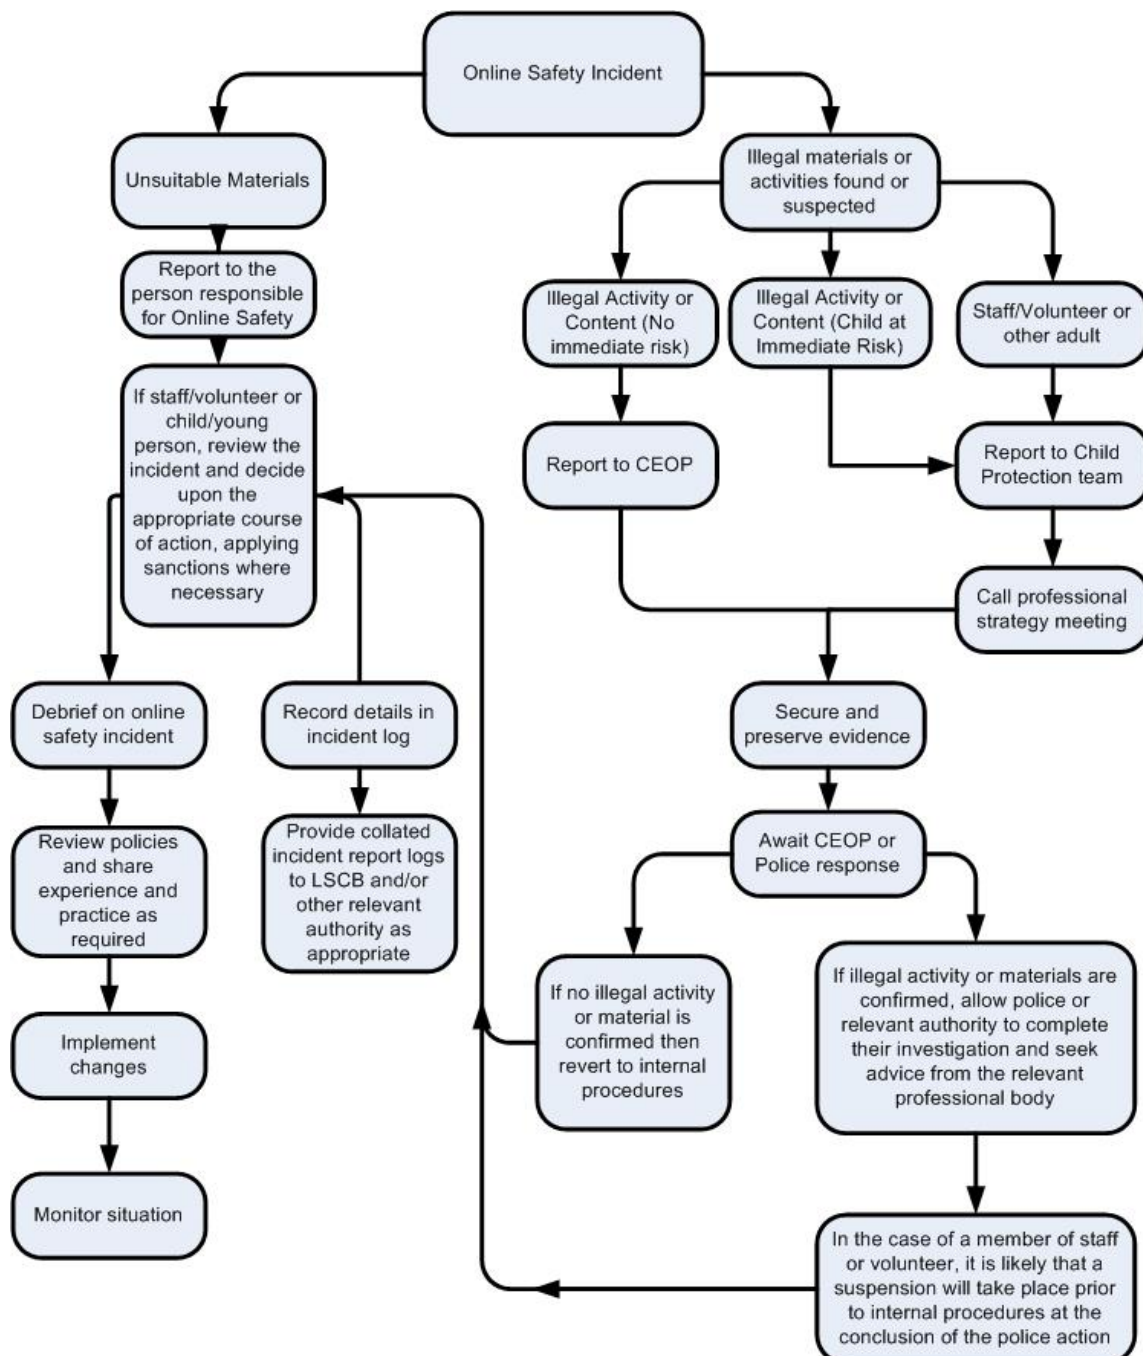 Online Safety Incident
Unsuitable Materials
Illegal materials or
activities found or
suspected
Report to the
person responsible
for Online Safety
Illegal Activity or
Content (No
immediate risk)
Illegal Activity or
Content (Child at
Immediate Risk)
Staff/Volunteer or
other adult
If staff/volunteer or
child/young
person, review the
incident and decide
upon the
appropriate course
of action, applying
sanctions where
necessary
Report to CEOP
Report to Child
Protection team
Call professional
strategy meeting
Debrief on online
safety incident
Record details in
incident log
Secure and
preserve evidence
Review policies
and share
experience and
practice as
required
Provide collated
incident report logs
to LSCB and/or
other relevant
authority as
appropriate
Await CEOP or
Police response
If no illegal activity
or material is
confirmed then
revert to internal
procedures
If illegal activity or materials are
confirmed, allow police or
relevant authority to complete
their investigation and seek
advice from the relevant
professional body
Implement
changes
Monitor situation
In the case of a member of staff
or volunteer, it is likely that a
suspension will take place prior
to internal procedures at the
conclusion of the police action